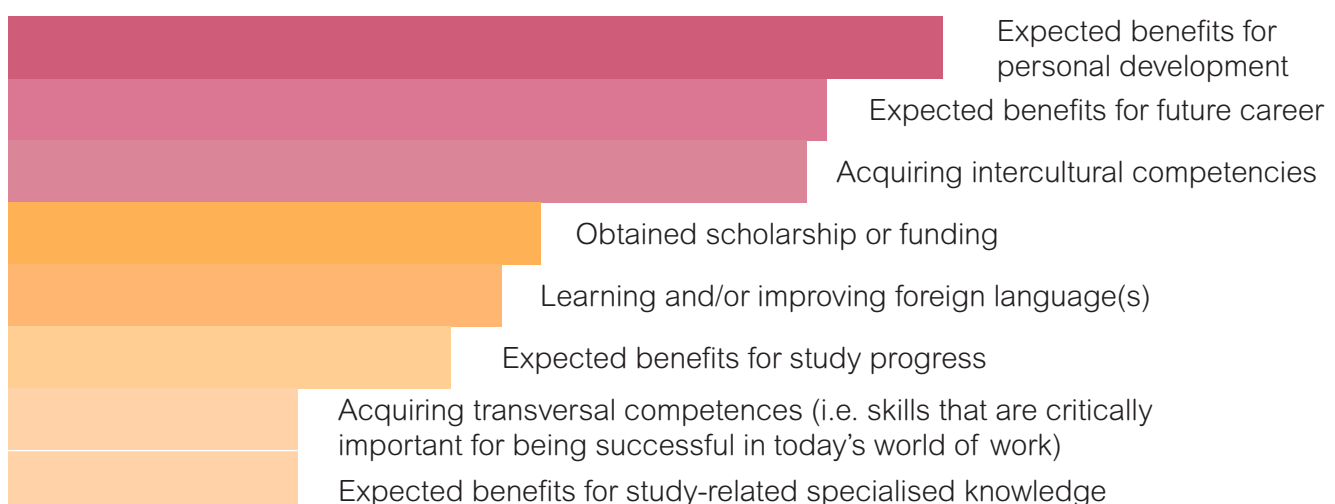 Expected benefits for
personal development
Expected benefits for future career
Acquiring intercultural competencies
Obtained scholarship or funding
Learning and/or improving foreign language(s)
Expected benefits for study progress
Acquiring transversal competences (i.e. skills that are critically
important for being successful in today’s world of work)
Expected benefits for study-related specialised knowledge